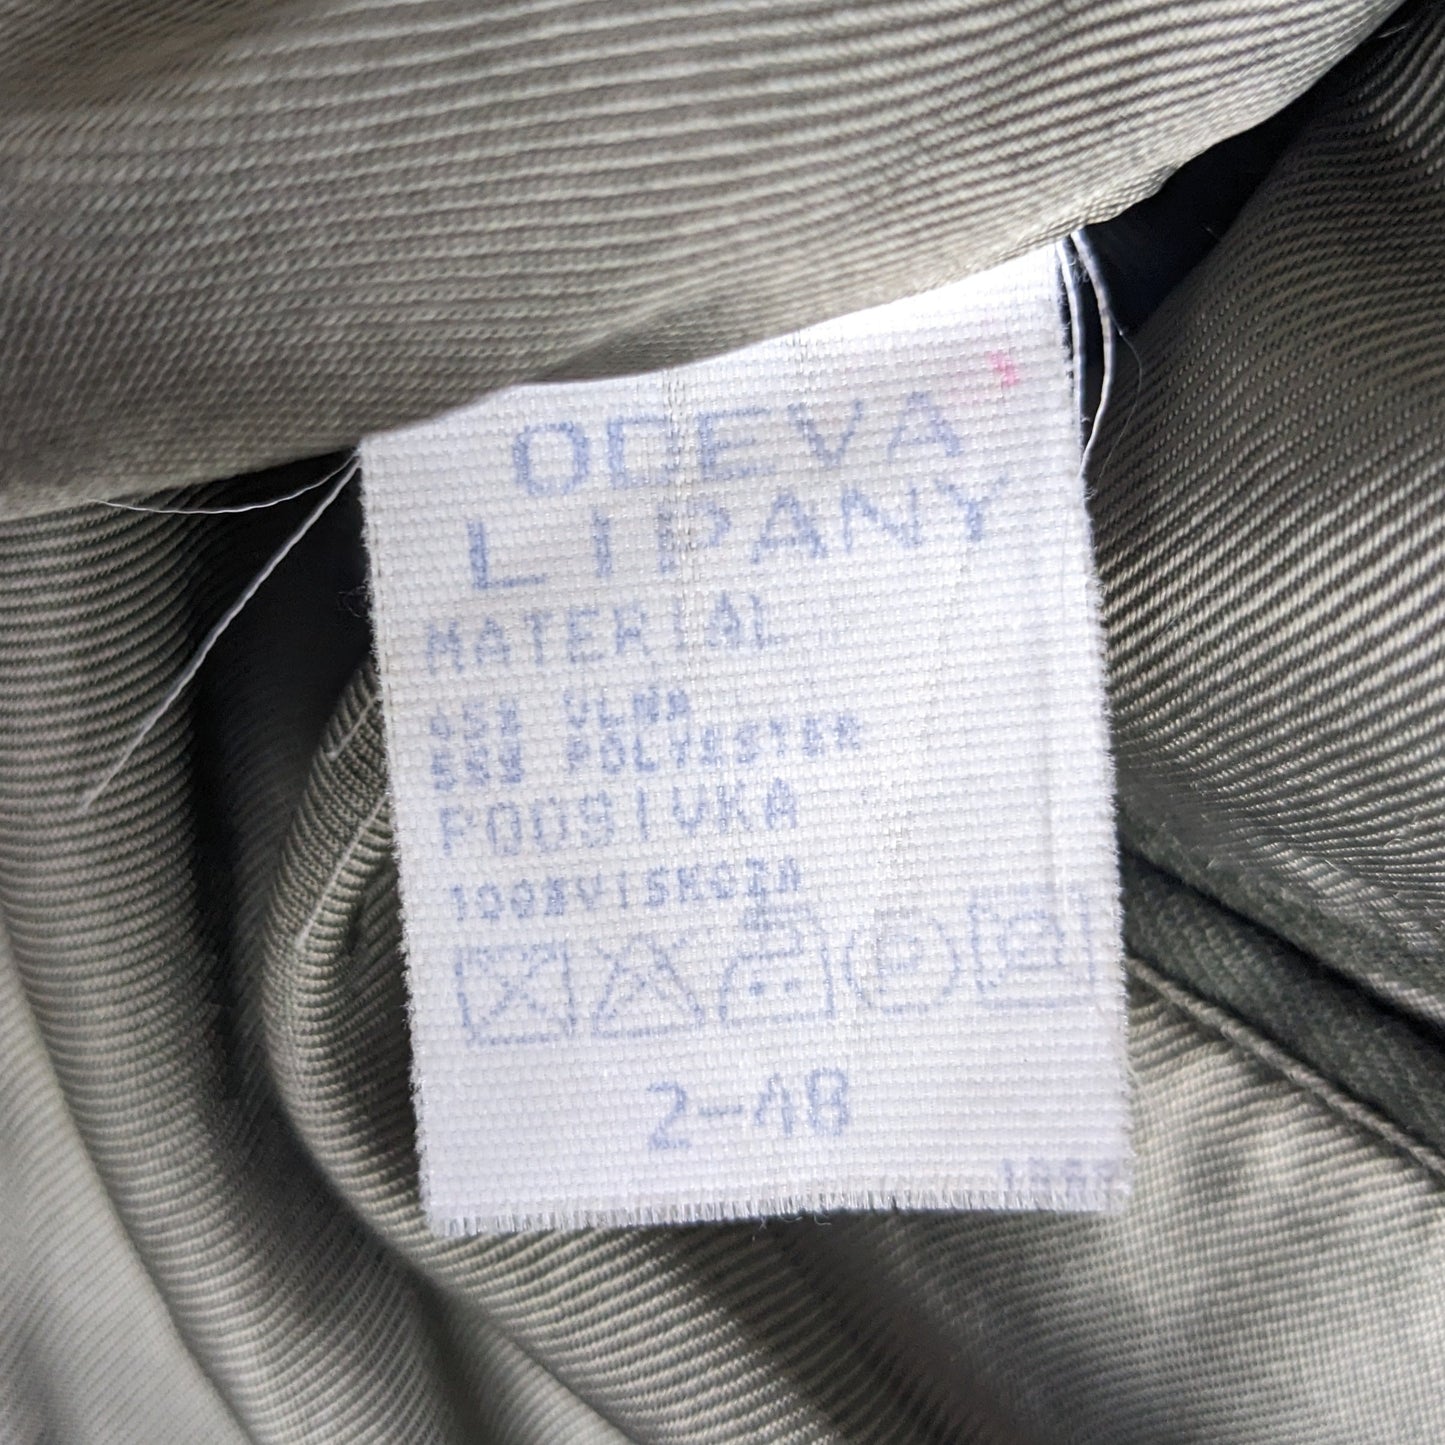 ODEVA
LIPANY
MATERIAL
45% VLNA
55% POLYESTER
PODSIVKA
100%VISKOZA
2-48